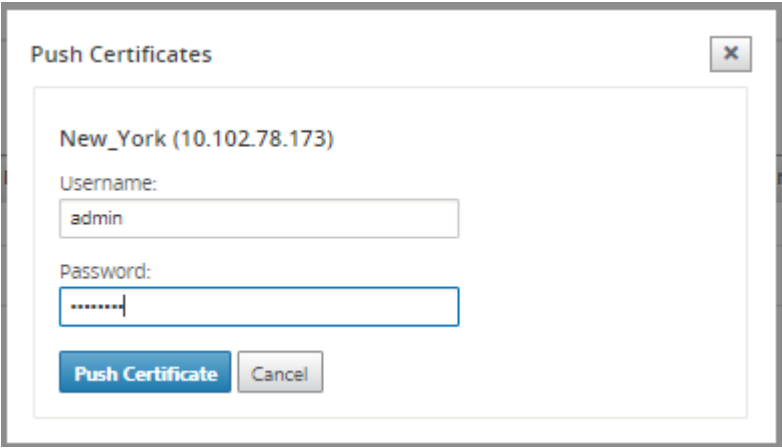 Push Certificates
New_York (10.102.78.173)
Username:
admin
Password:
••••••••
Push Certificate
Cancel